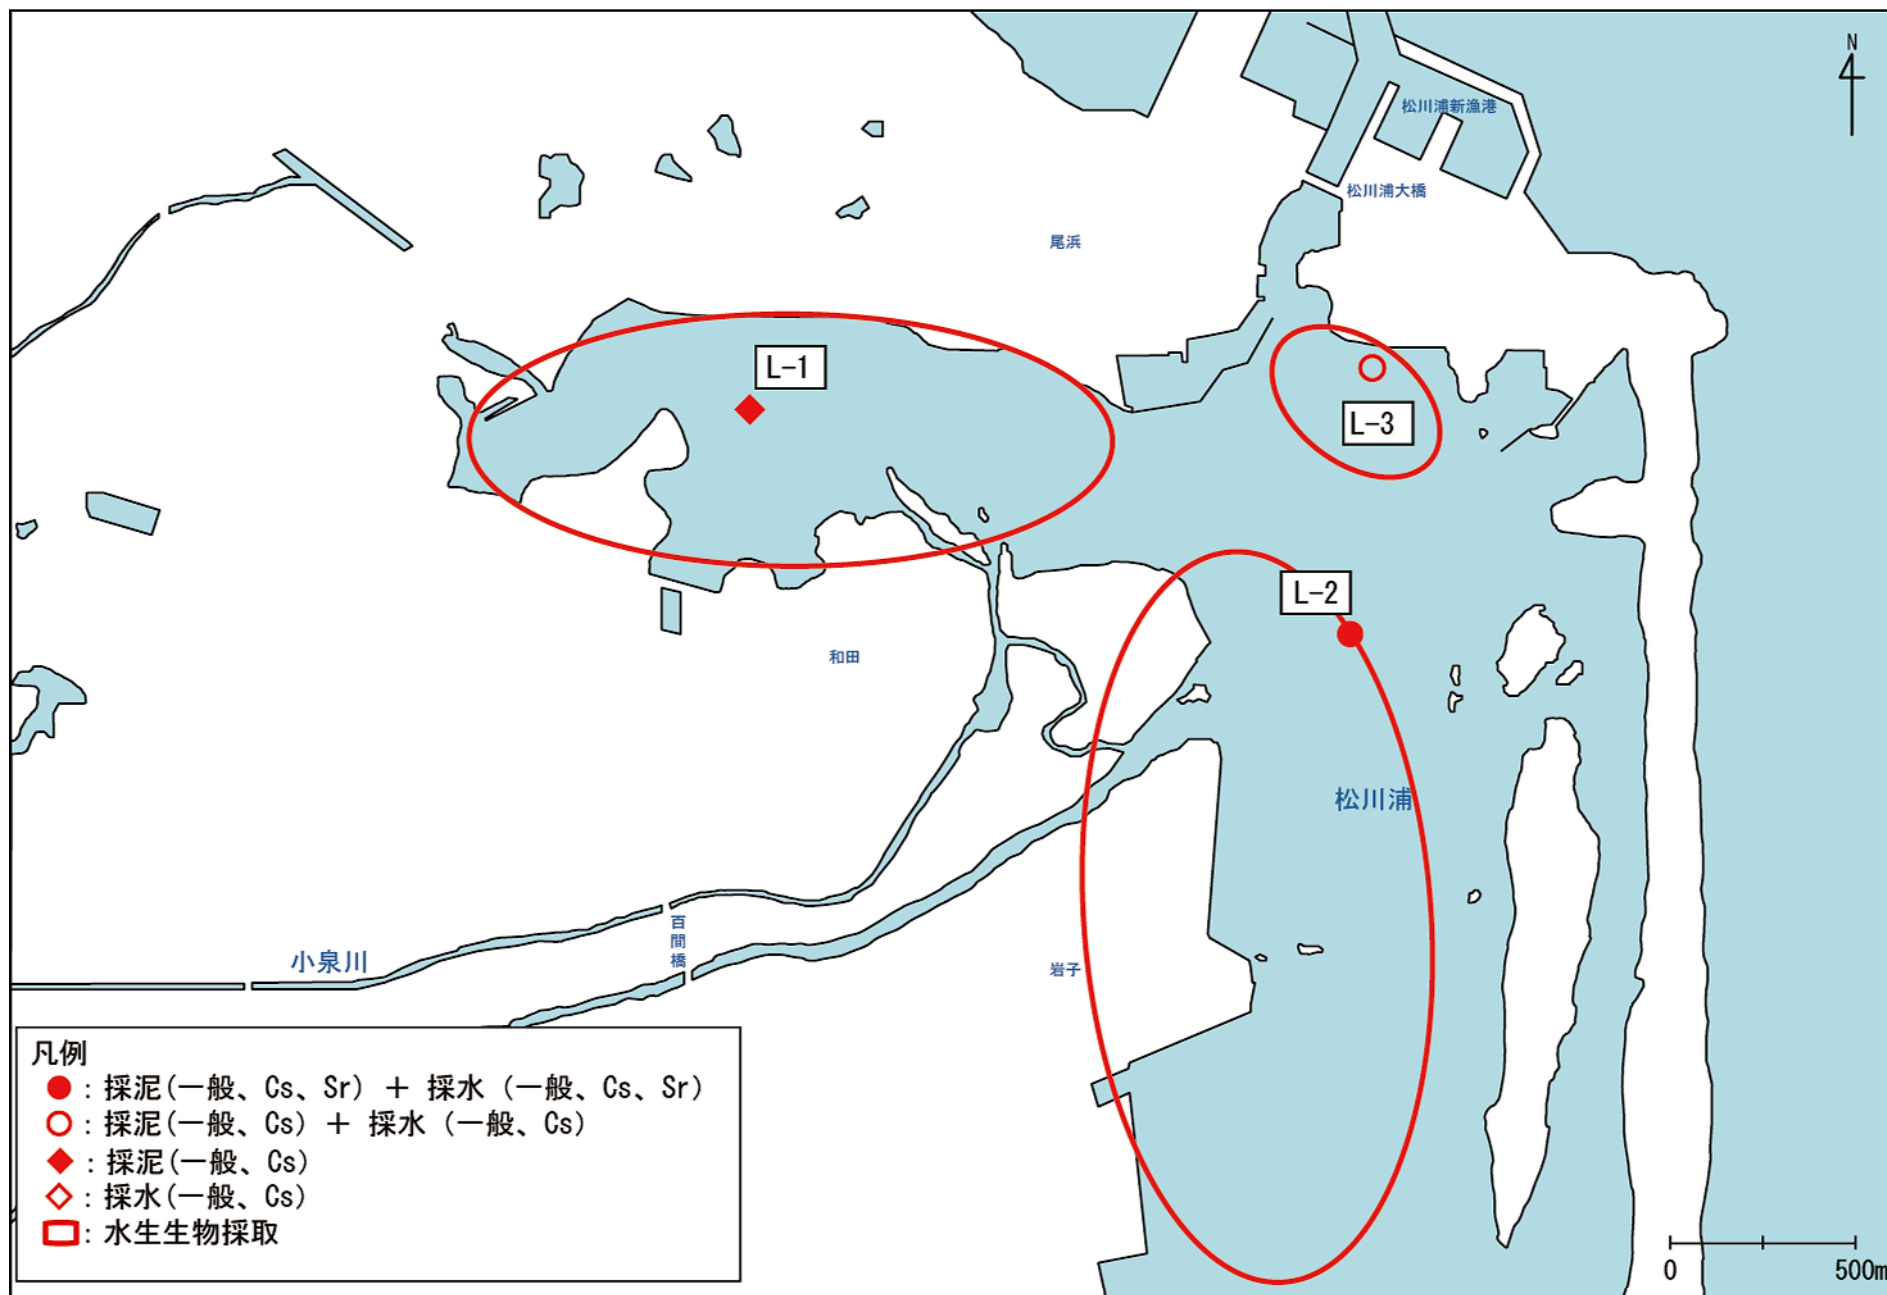 N
松川浦新漁港
松川浦大橋
尾浜
L-1
L-3
L-2
和田
松川浦
百間橋
小泉川
岩子
凡例
: 採泥(一般、Cs、Sr) + 採水 (一般、Cs、Sr)
: 採泥(一般、Cs) + 採水 (一般、Cs)
: 採泥(一般、Cs)
: 採水(一般、Cs)
: 水生生物採取
0 500m